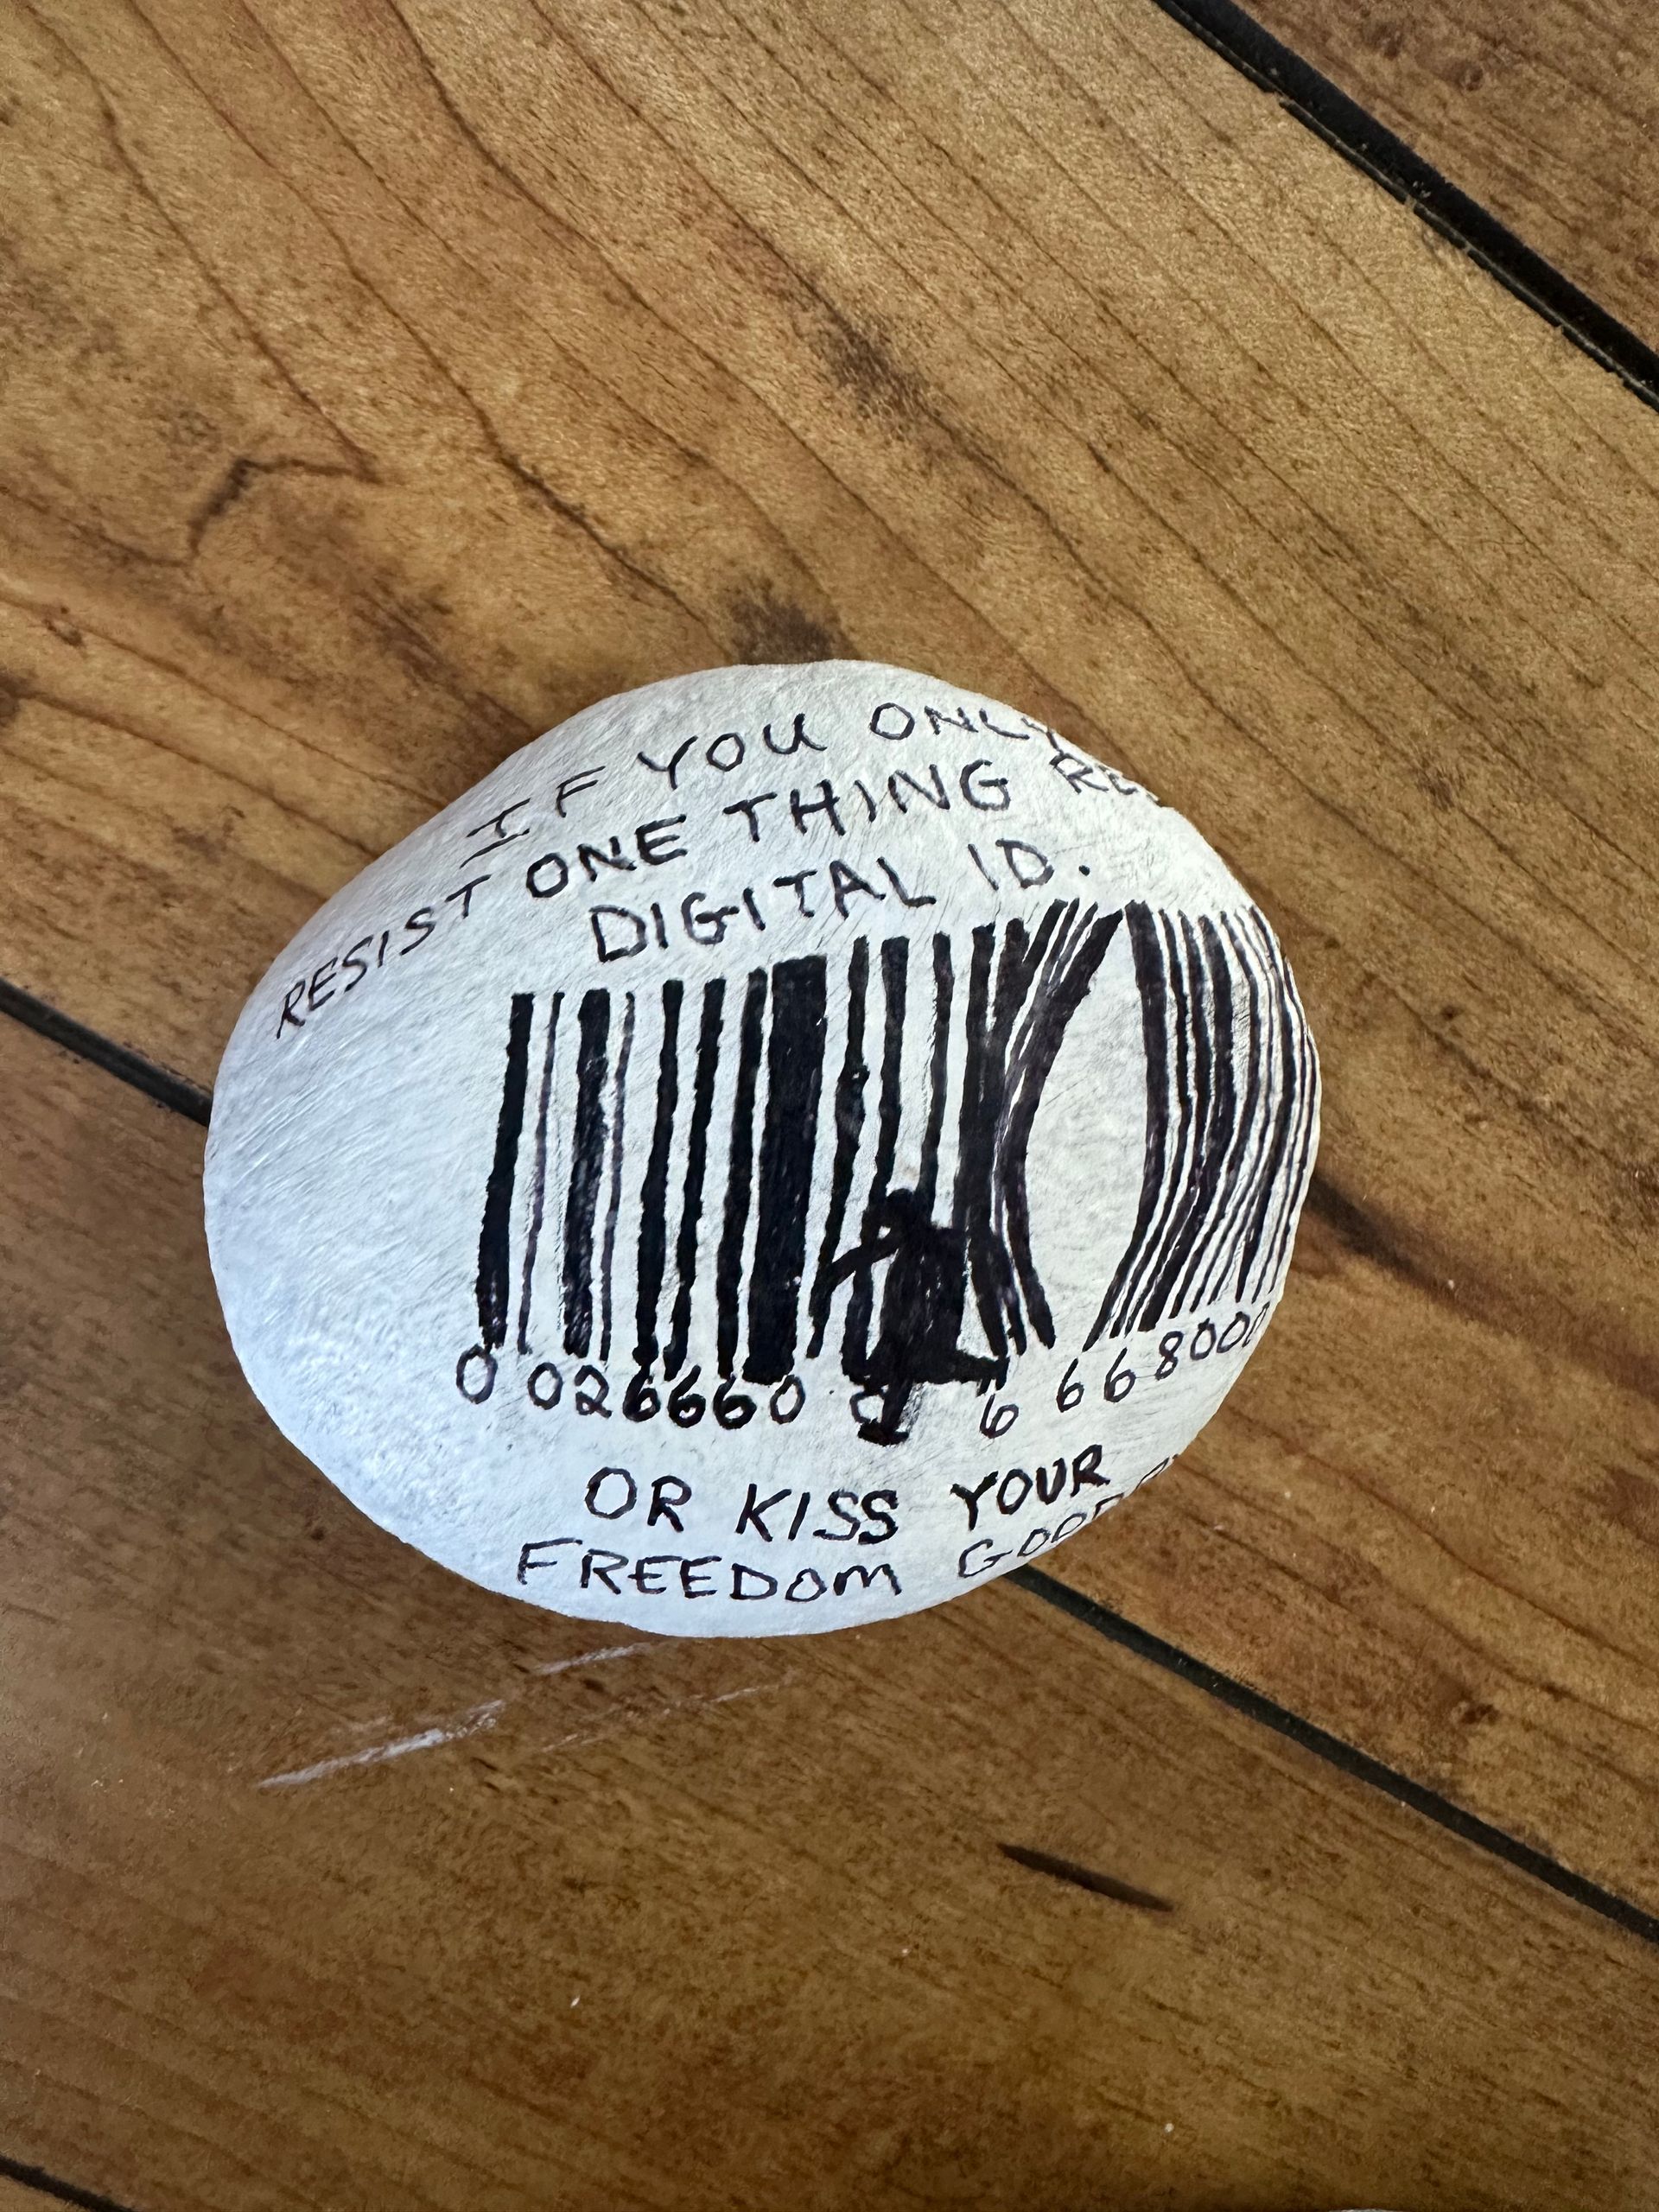 IF YOU ONLY
RESIST ONE THING
DIGITAL ID.
0 026660 6 668000
OR KISS YOUR
FREEDOM